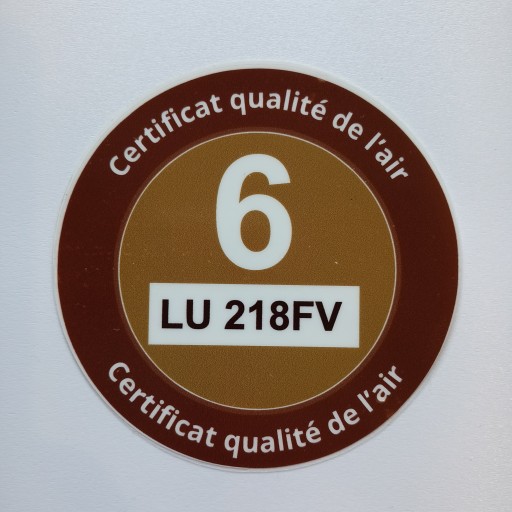 Certificat qualité de l'air
6
LU 218FV
Certificat qualité de l'air